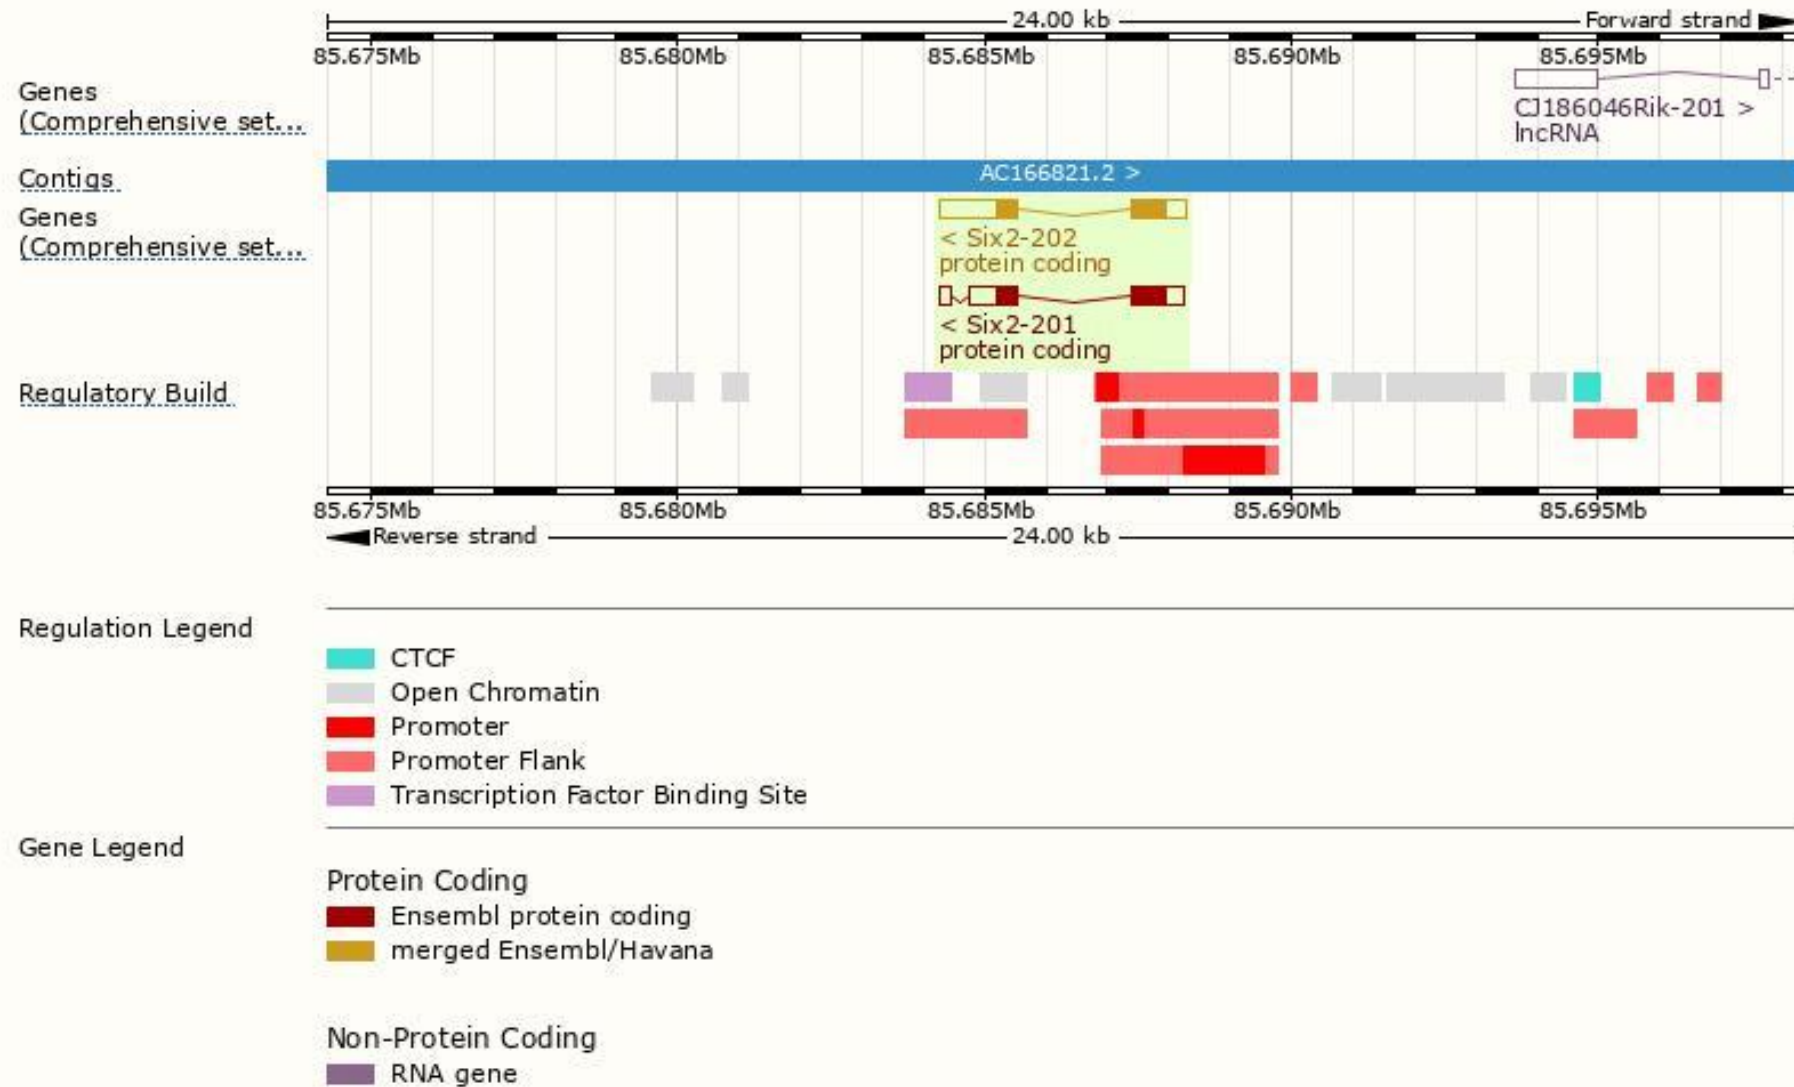 24.00 kb Forward strand
85.675Mb 85.680Mb 85.685Mb 85.690Mb 85.695Mb
Genes
(Comprehensive set...
CJ186046Rik-201 >
lncRNA
Contigs
AC166821.2 >
Genes
(Comprehensive set...
< Six2-202
protein coding
< Six2-201
protein coding
Regulatory Build
85.675Mb 85.680Mb 85.685Mb 85.690Mb 85.695Mb
Reverse strand 24.00 kb
Regulation Legend
CTCF
Open Chromatin
Promoter
Promoter Flank
Transcription Factor Binding Site
Gene Legend
Protein Coding
Ensembl protein coding
merged Ensembl/Havana
Non-Protein Coding
RNA gene